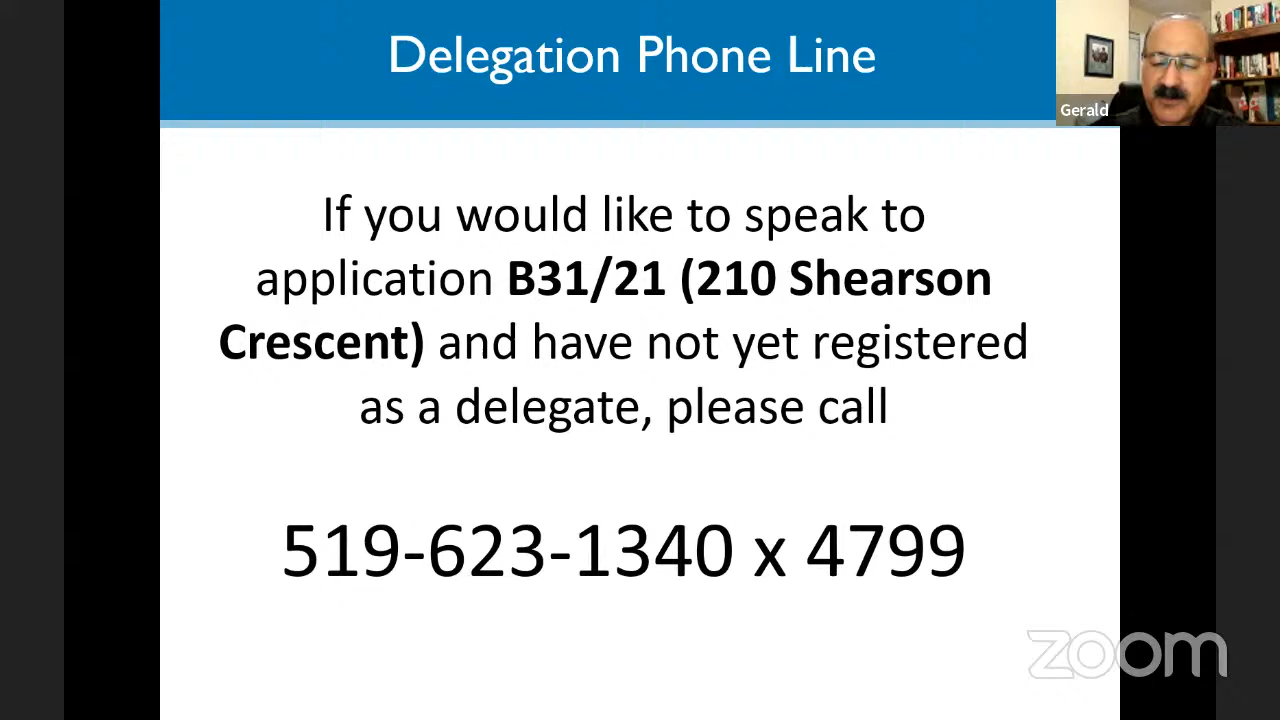 Delegation Phone Line
Gerald
If you would like to speak to
application B31/21 (210 Shearson
Crescent) and have not yet registered
as a delegate, please call
519-623-1340 x 4799
zoom